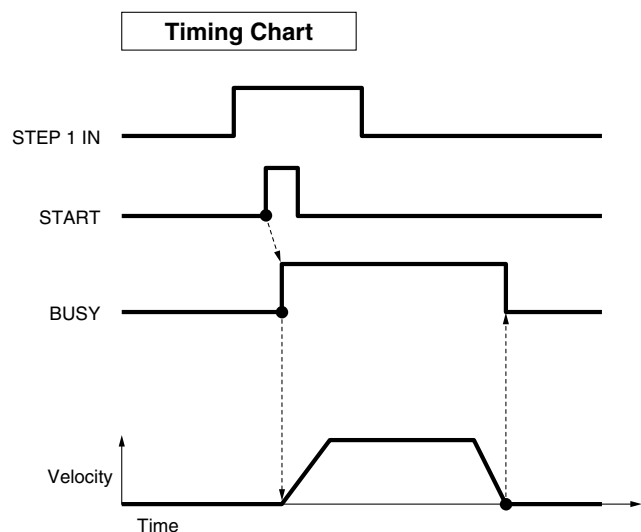 Timing Chart
STEP 1 IN
START
BUSY
Velocity
Time